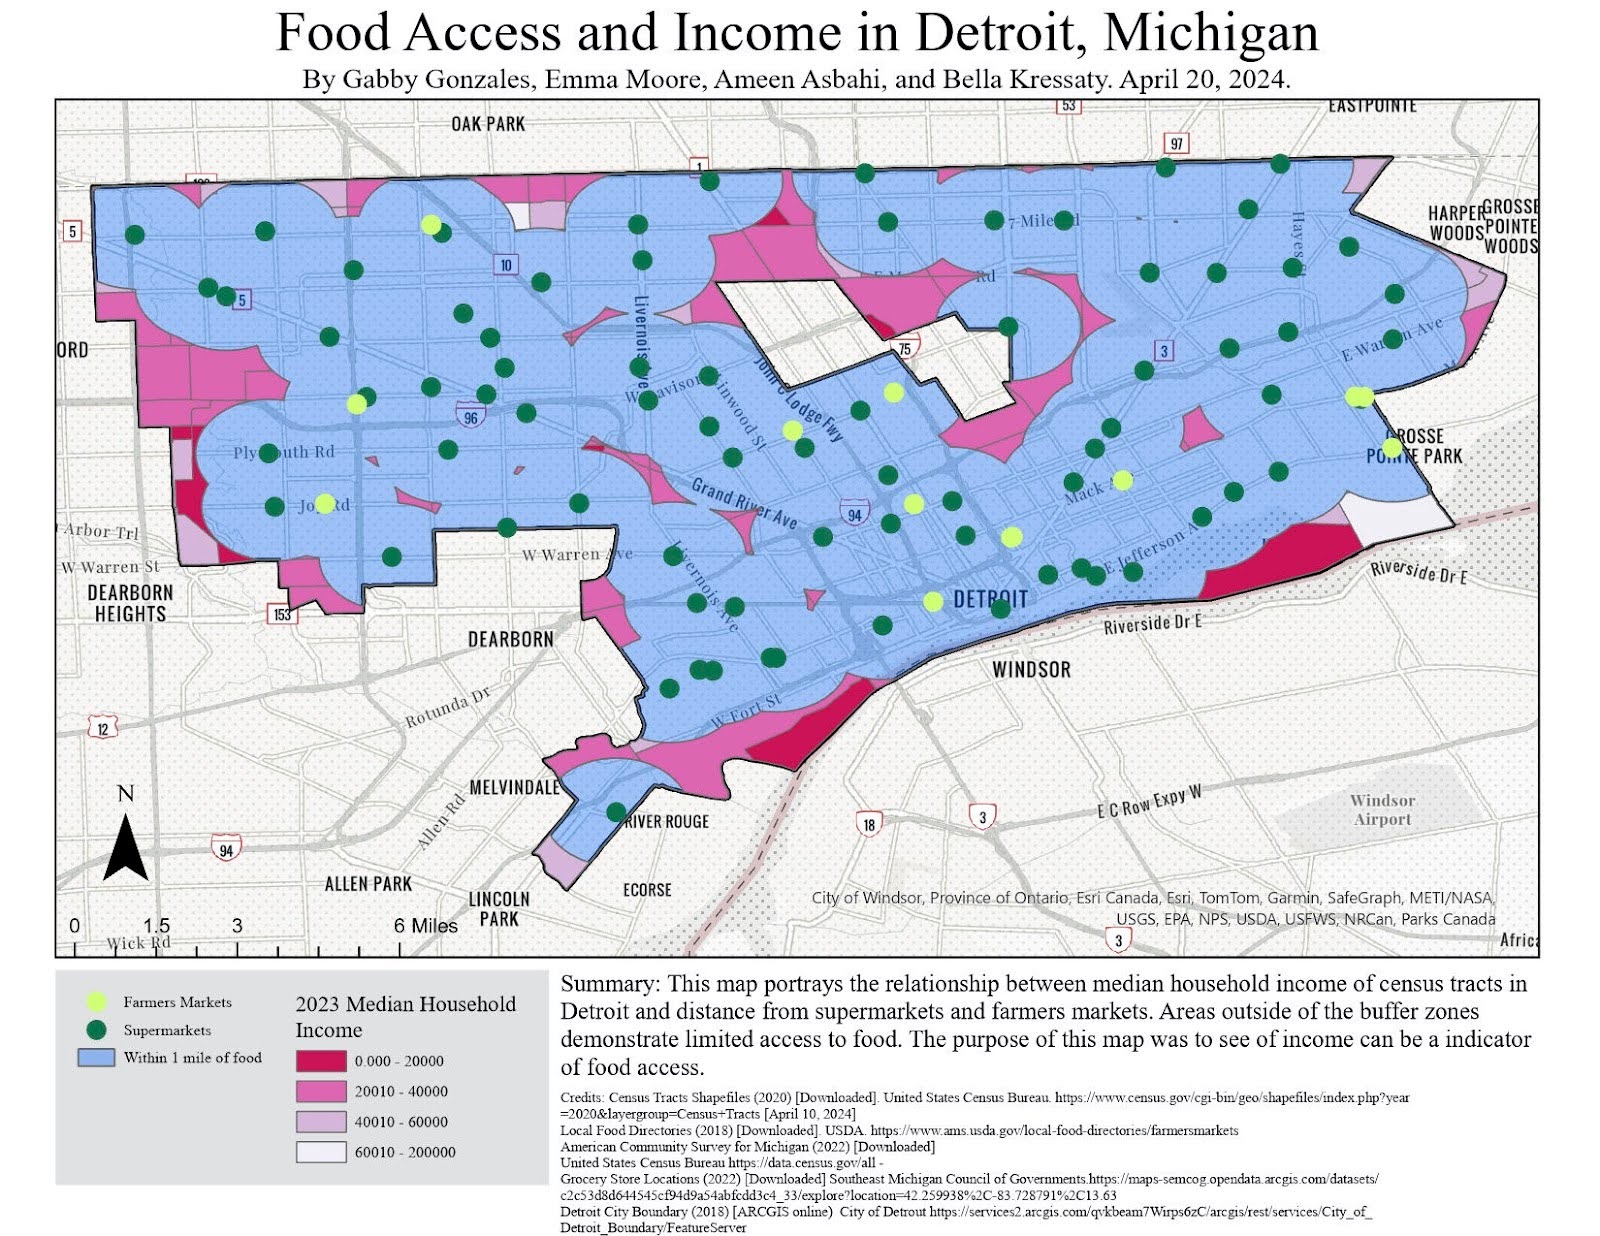 Food Access and Income in Detroit, Michigan
By Gabby Gonzales, Emma Moore, Ameen Asbahi, and Bella Kressaty. April 20, 2024.
53
EASTPOINTE
OAK PARK
97
1
HARPER WOODS
GROSSE POINTE WOODS
5
7 Mile Rd
Hayes St
10
Rd
5
Livernois Ave
75
3
E Warren Ave
ORD
John C Lodge Fwy
W Davison
Linwood St
96
GROSSE POINTE PARK
Plymouth Rd
Grand River Ave
94
Mack A
Joy Rd
Arbor Trl
W Warren Ave
E Jefferson A
W Warren St
Livernois Ave
Riverside Dr E
DEARBORN HEIGHTS
DETROIT
153
DEARBORN
Riverside Dr E
WINDSOR
Rotunda Dr
W Fort St
12
N
MELVINDALE
E C Row Expy W
Windsor Airport
Allen Rd
RIVER ROUGE
18
3
94
ALLEN PARK
ECORSE
LINCOLN PARK
City of Windsor, Province of Ontario, Esri Canada, Esri, TomTom, Garmin, SafeGraph, METI/NASA,
USGS, EPA, NPS, USDA, USFWS, NRCan, Parks Canada
0 1.5 3 6 Miles
Wick Rd
3
Africa
Farmers Markets
Supermarkets
Within 1 mile of food
2023 Median Household
Income
0.000 - 20000
20010 - 40000
40010 - 60000
60010 - 200000
Summary: This map portrays the relationship between median household income of census tracts in
Detroit and distance from supermarkets and farmers markets. Areas outside of the buffer zones
demonstrate limited access to food. The purpose of this map was to see of income can be a indicator
of food access.
Credits: Census Tracts Shapefiles (2020) [Downloaded]. United States Census Bureau. https://www.census.gov/cgi-bin/geo/shapefiles/index.php?year
=2020&layergroup=Census+Tracts [April 10, 2024]
Local Food Directories (2018) [Downloaded]. USDA. https://www.ams.usda.gov/local-food-directories/farmersmarkets
American Community Survey for Michigan (2022) [Downloaded]
United States Census Bureau https://data.census.gov/all -
Grocery Store Locations (2022) [Downloaded] Southeast Michigan Council of Governments.https://maps-semcog.opendata.arcgis.com/datasets/
c2c53d8d644545cf94d9a54abfcdd3c4_33/explore?location=42.259938%2C-83.728791%2C13.63
Detroit City Boundary (2018) [ARCGIS online) City of Detrout https://services2.arcgis.com/qvkbeam7Wirps6zC/arcgis/rest/services/City_of_
Detroit_Boundary/FeatureServer